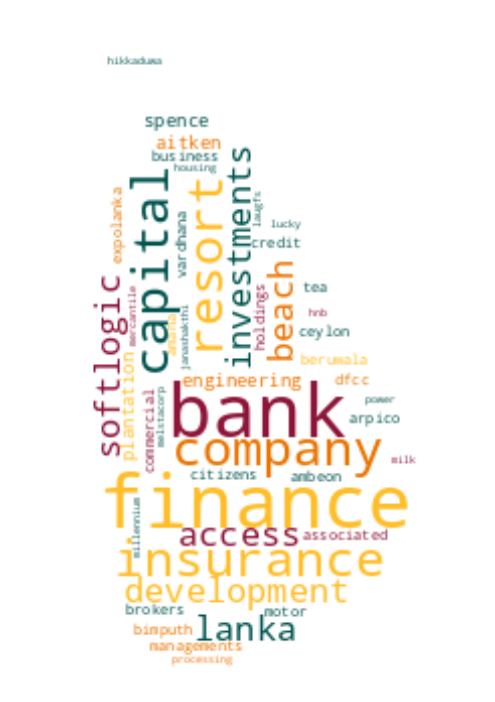 hikkaduwa
spence
aitken
business
housing
capital
resort
investments
expolanka
vardhana
laugfs
lucky
credit
softlogic
mercantile
amana
janashakthi
holdings
beach
tea
hnb
ceylon
plantation
berumala
engineering
dfcc
commercial
melstacorp
bank
power
arpico
company
milk
citizens
ambeon
finance
millennium
access
associated
insurance
development
brokers
motor
bimputh
lanka
managements
processing